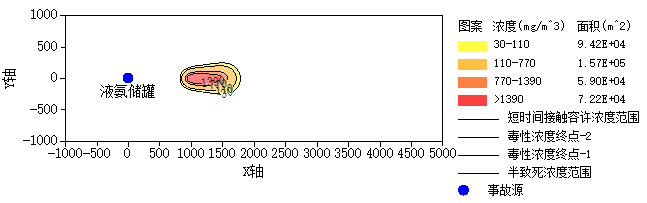 1000
500
0
-500
-1000
Y轴
液氨储罐
1390
-1000 -500 0 500 1000 1500 2000 2500 3000 3500 4000 4500 5000
X轴
图案 浓度(mg/m^3) 面积(m^2)
30-110 9.42E+04
110-770 1.57E+05
770-1390 5.90E+04
>1390 7.22E+04
短时间接触容许浓度范围
毒性浓度终点-2
毒性浓度终点-1
半致死浓度范围
事故源